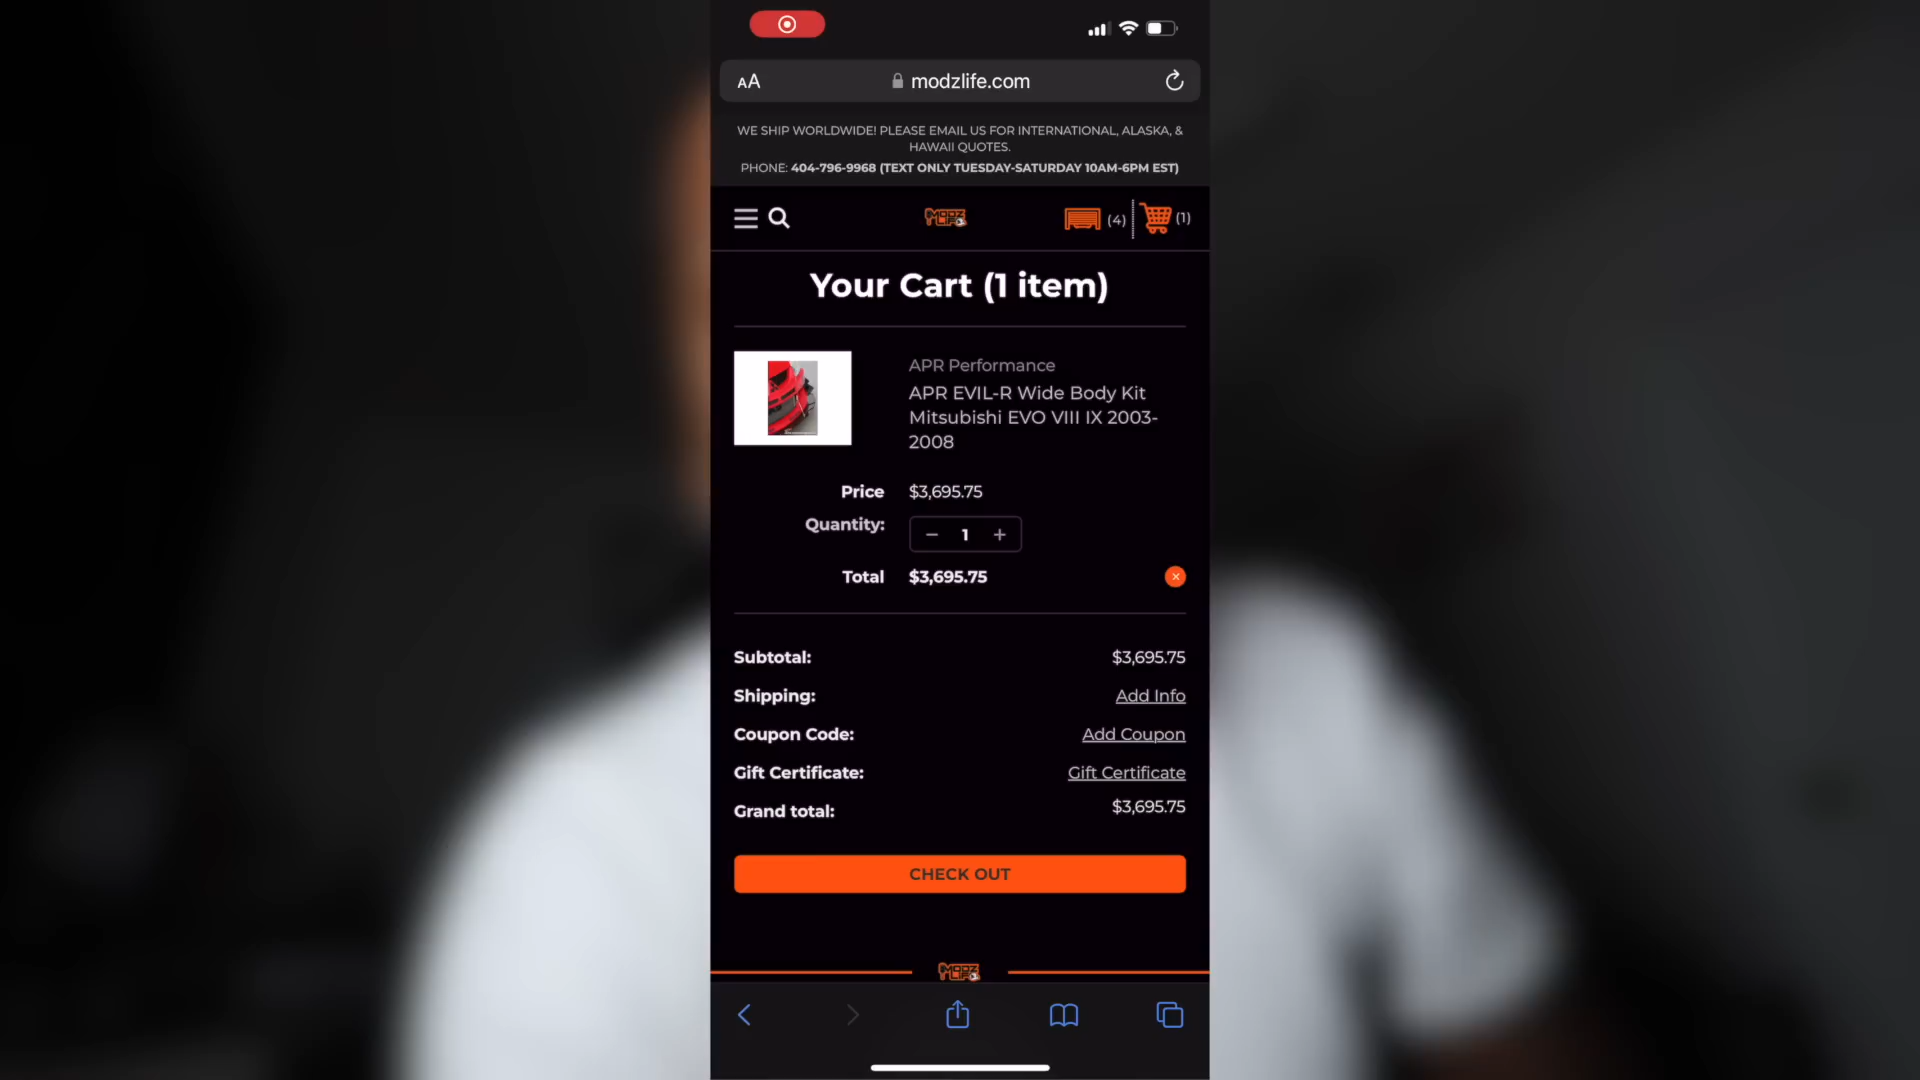 AA
modzlife.com
WE SHIP WORLDWIDE! PLEASE EMAIL US FOR INTERNATIONAL, ALASKA, &
HAWAII QUOTES.
PHONE: 404-796-9968 (TEXT ONLY TUESDAY-SATURDAY 10AM-6PM EST)
MODZ
(4)
(1)
Your Cart (1 item)
APR Performance
APR EVIL-R Wide Body Kit
Mitsubishi EVO VIII IX 2003-
2008
Price $3,695.75
Quantity: − 1 +
Total $3,695.75
Subtotal: $3,695.75
Shipping: Add Info
Coupon Code: Add Coupon
Gift Certificate: Gift Certificate
Grand total: $3,695.75
CHECK OUT
MODZ